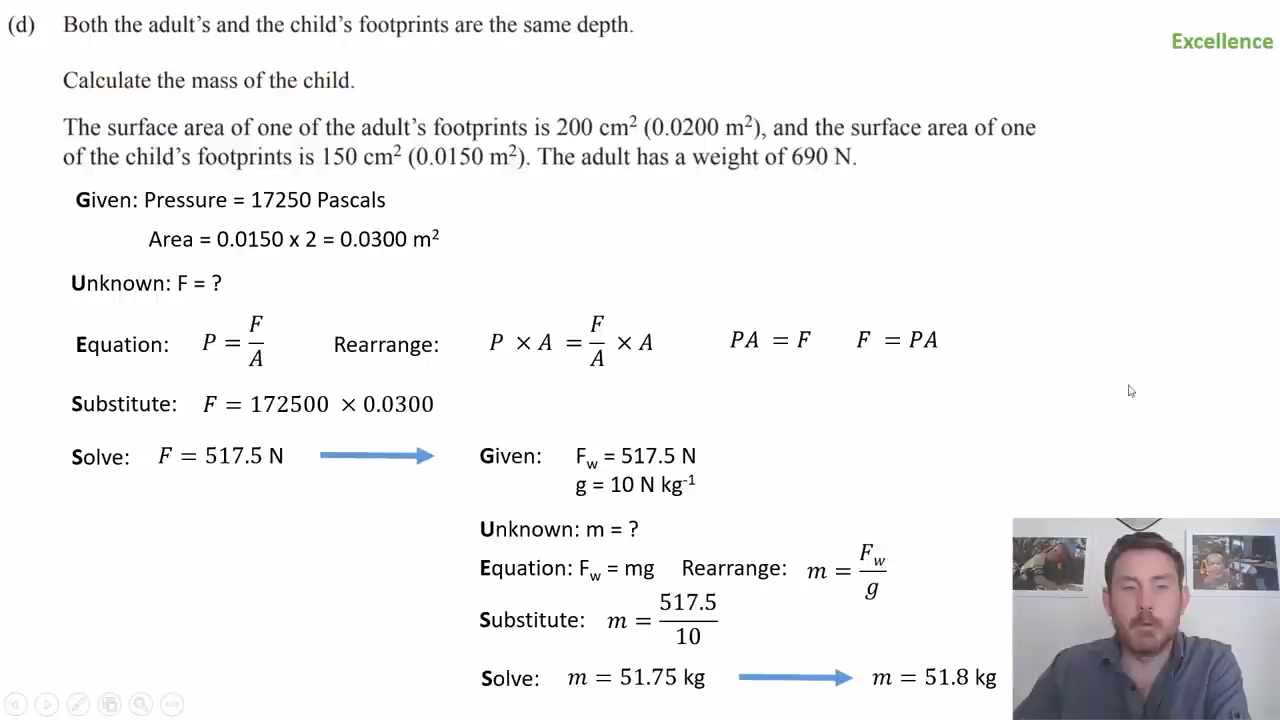 (d) Both the adult's and the child's footprints are the same depth.
Excellence
Calculate the mass of the child.
The surface area of one of the adult's footprints is 200 cm² (0.0200 m²), and the surface area of one
of the child's footprints is 150 cm² (0.0150 m²). The adult has a weight of 690 N.
Given: Pressure = 17250 Pascals
Area = 0.0150 x 2 = 0.0300 m²
Unknown: F = ?
Equation: P = F/A Rearrange: P × A = F/A × A PA = F F = PA
Substitute: F = 172500 × 0.0300
Solve: F = 517.5 N
Given: Fw = 517.5 N
g = 10 N kg⁻¹
Unknown: m = ?
Equation: Fw = mg Rearrange: m = Fw/g
Substitute: m = 517.5/10
Solve: m = 51.75 kg m = 51.8 kg